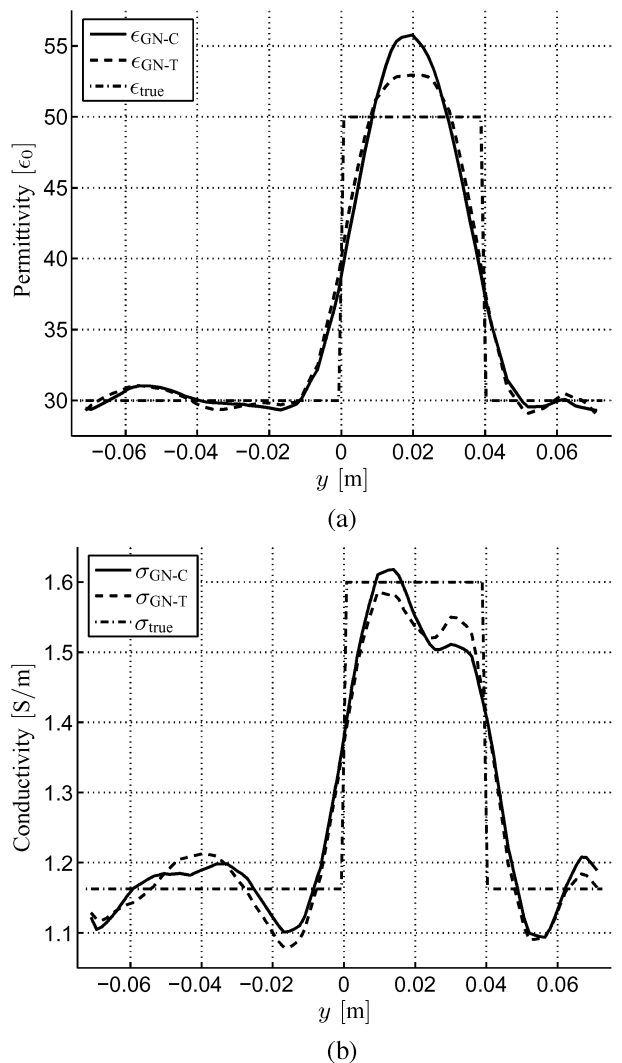 55
50
45
40
35
30
Permittivity [ϵ0]
ϵGN-C
ϵGN-T
ϵtrue
−0.06 −0.04 −0.02 0 0.02 0.04 0.06
y [m]
(a)
1.6
1.5
1.4
1.3
1.2
1.1
Conductivity [S/m]
σGN-C
σGN-T
σtrue
−0.06 −0.04 −0.02 0 0.02 0.04 0.06
y [m]
(b)